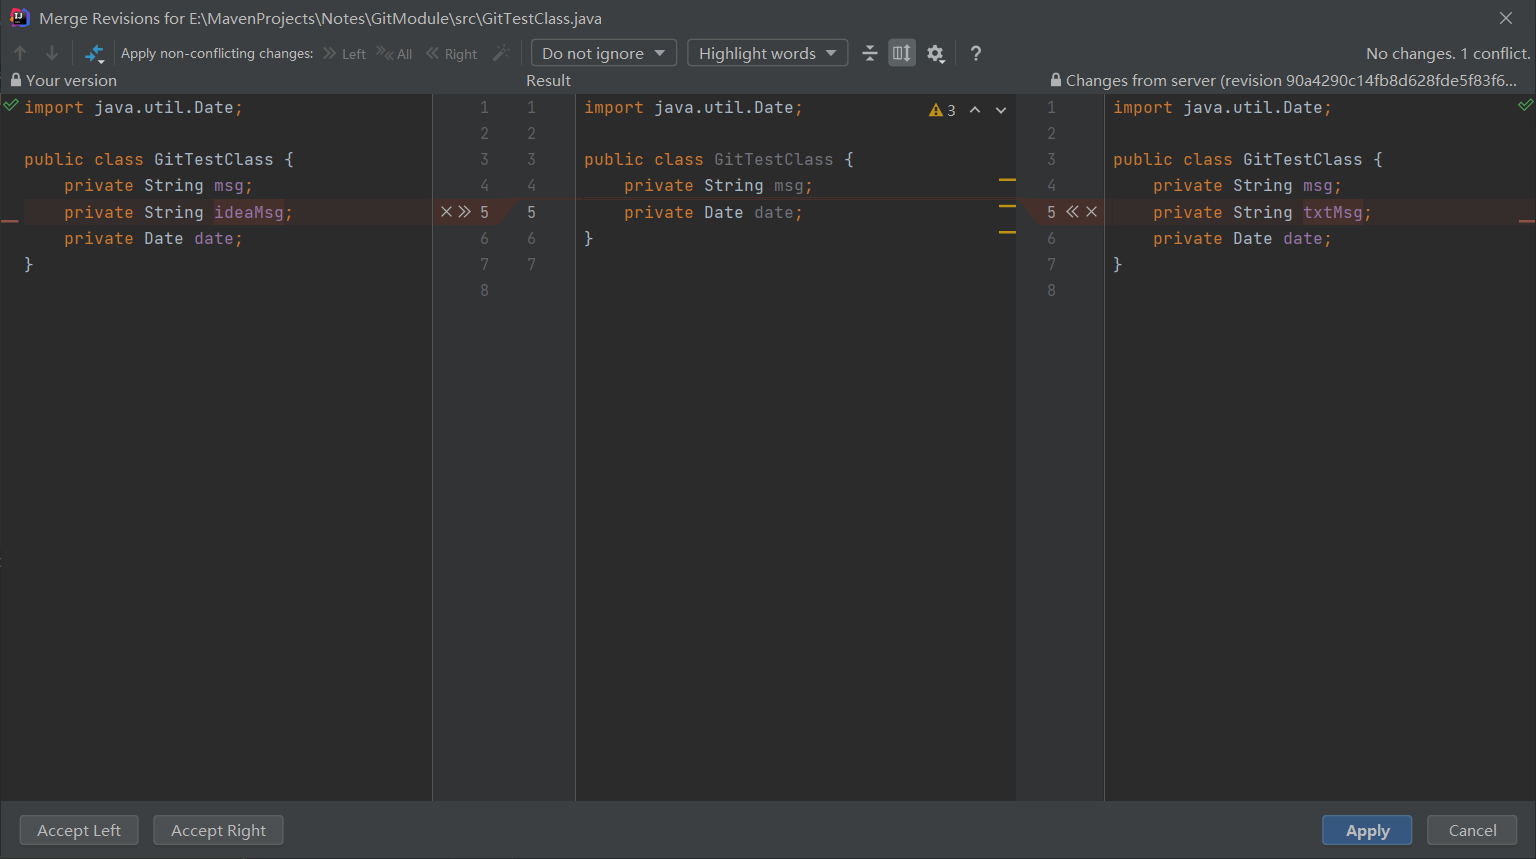 Merge Revisions for E:\MavenProjects\Notes\GitModule\src\GitTestClass.java
Apply non-conflicting changes: Left All Right Do not ignore Highlight words ? No changes. 1 conflict.
Your version
Result
Changes from server (revision 90a4290c14fb8d628fde5f83f6...
import java.util.Date;
public class GitTestClass {
    private String msg;
    private String ideaMsg;
    private Date date;
}
1
2
3
4
5
6
7
8
1
2
3
4
5
6
7
import java.util.Date;
public class GitTestClass {
    private String msg;
    private Date date;
}
3
1
2
3
4
5
6
7
8
import java.util.Date;
public class GitTestClass {
    private String msg;
    private String txtMsg;
    private Date date;
}
Accept Left Accept Right Apply Cancel